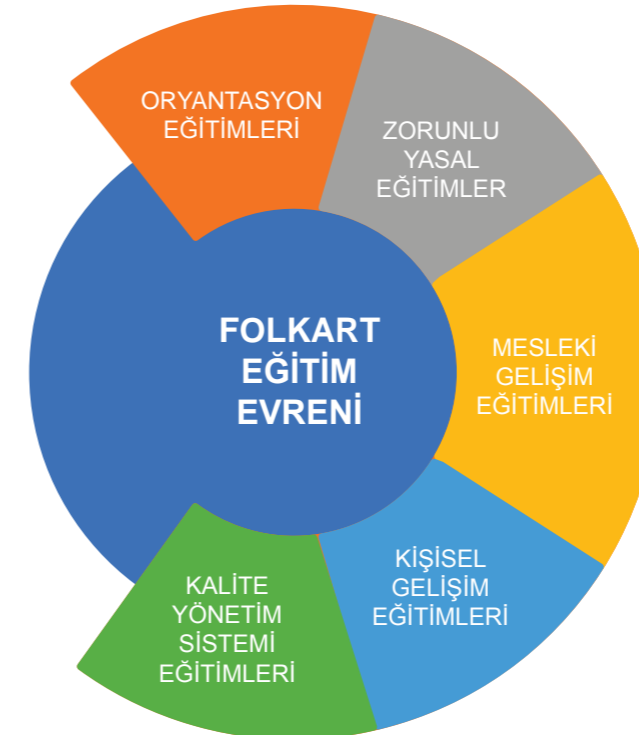 ORYANTASYON
EĞİTİMLERİ
ZORUNLU
YASAL
EĞİTİMLER
FOLKART
EĞİTİM
EVRENİ
MESLEKİ
GELİŞİM
EĞİTİMLERİ
KİŞİSEL
GELİŞİM
EĞİTİMLERİ
KALİTE
YÖNETİM
SİSTEMİ
EĞİTİMLERİ